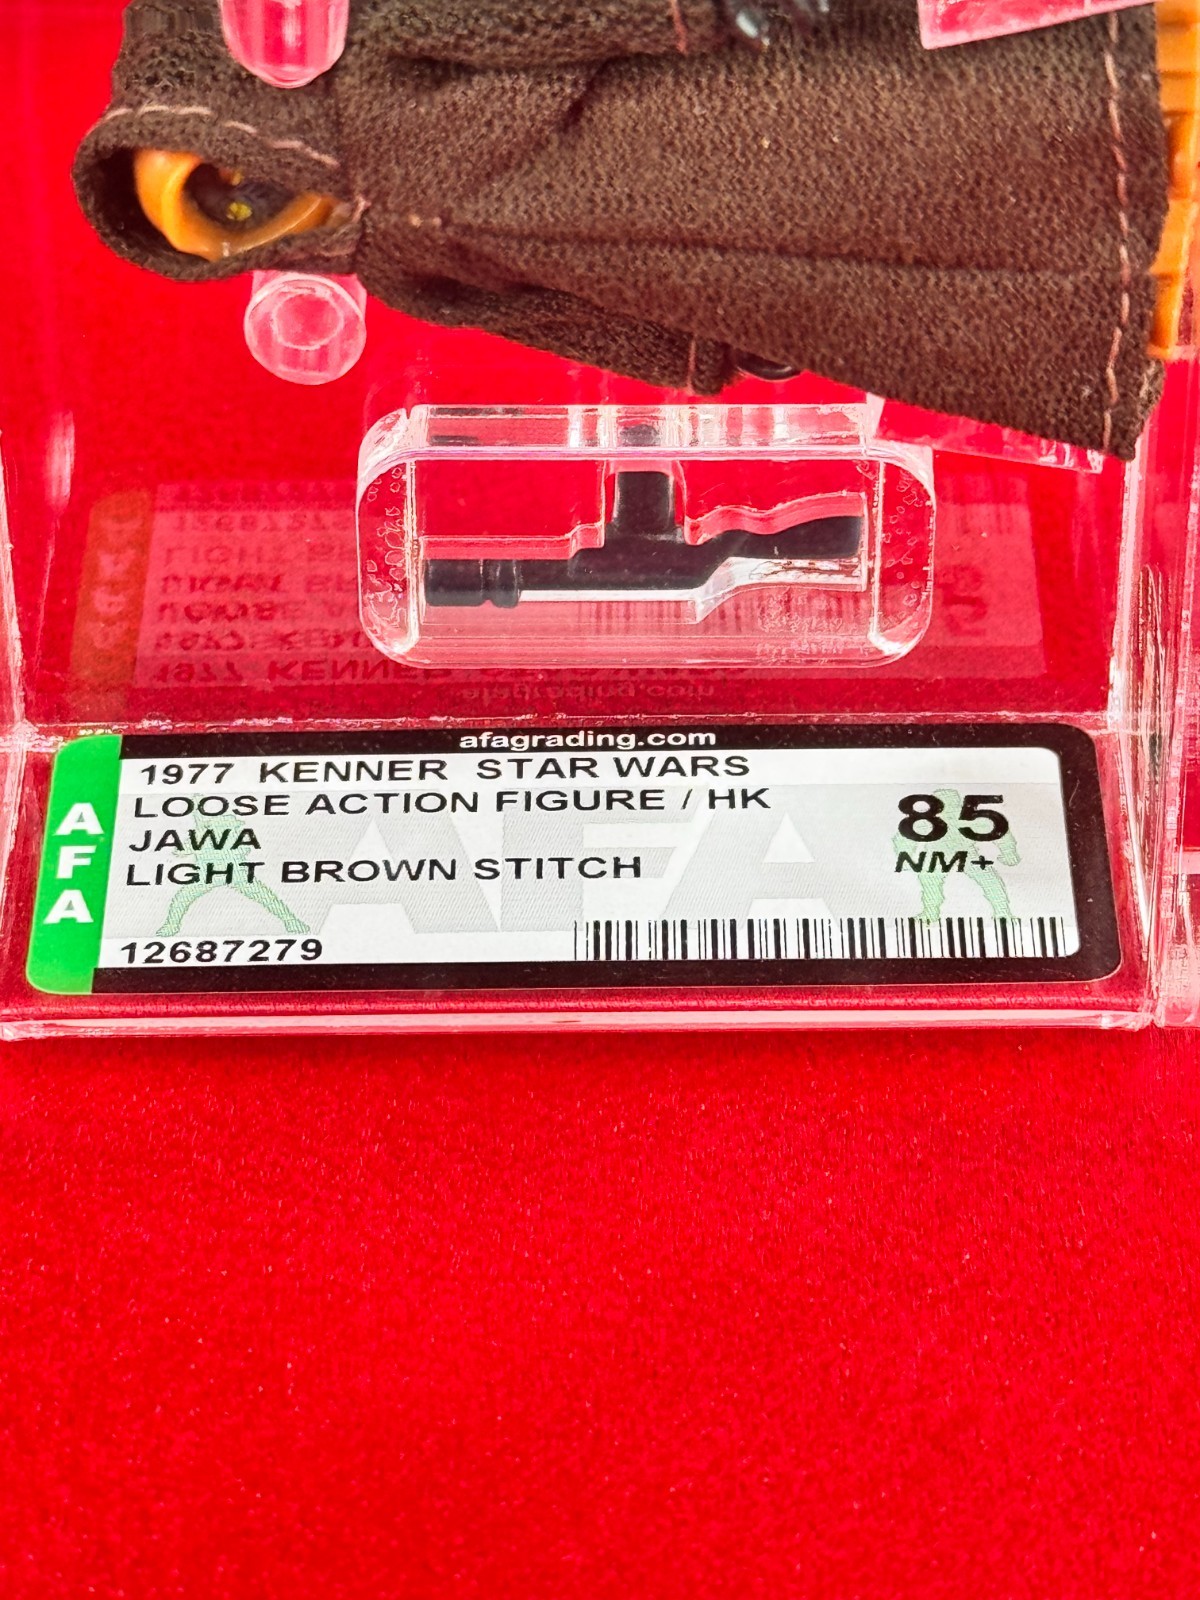 afagrading.com
1977 KENNER STAR WARS
LOOSE ACTION FIGURE / HK
JAWA
LIGHT BROWN STITCH
85
NM+
12687279
AFA